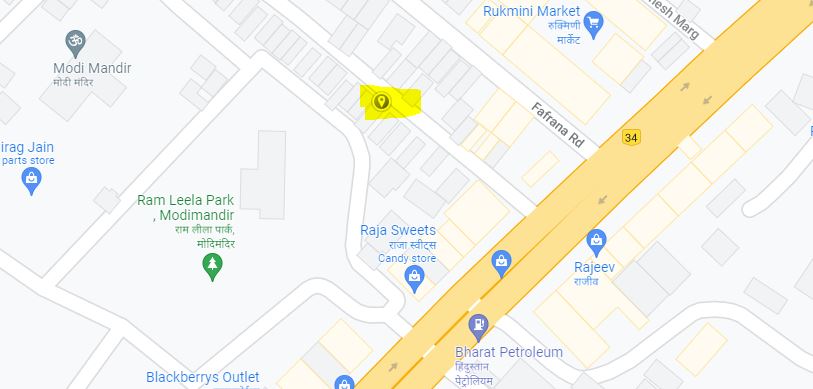 esh Marg
Rukmini Market
रुक्मिणी
मार्केट
Modi Mandir
मोदी मंदिर
Fafrana Rd
34
irag Jain
parts store
Ram Leela Park
, Modimandir
राम लीला पार्क,
मोदिमंदिर
Raja Sweets
राजा स्वीट्स
Candy store
Rajeev
राजीव
Bharat Petroleum
हिंदुस्तान
पेट्रोलियम
Blackberrys Outlet